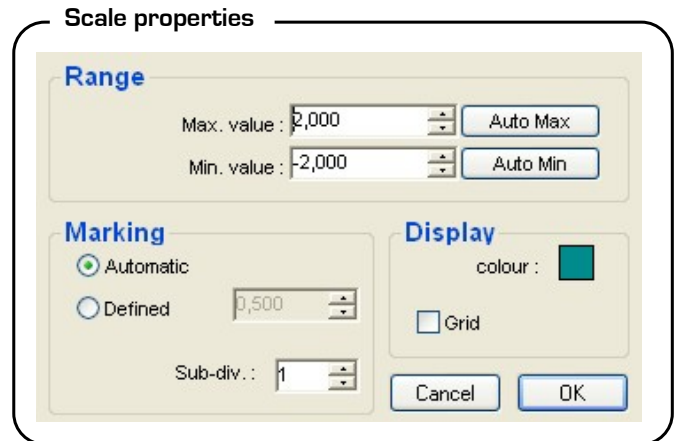 Scale properties
Range
Max. value : 2,000 Auto Max
Min. value : -2,000 Auto Min
Marking
Automatic
Defined 0,500
Sub-div. : 1
Display
colour :
Grid
Cancel OK